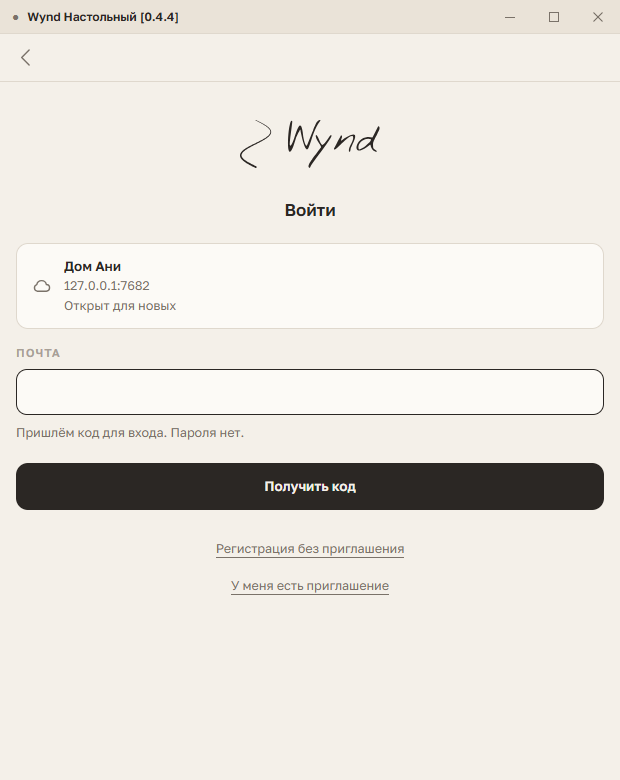 Wynd Настольный [0.4.4]
Wynd
Войти
Дом Ани
127.0.0.1:7682
Открыт для новых
ПОЧТА
Пришлём код для входа. Пароля нет.
Получить код
Регистрация без приглашения
У меня есть приглашение